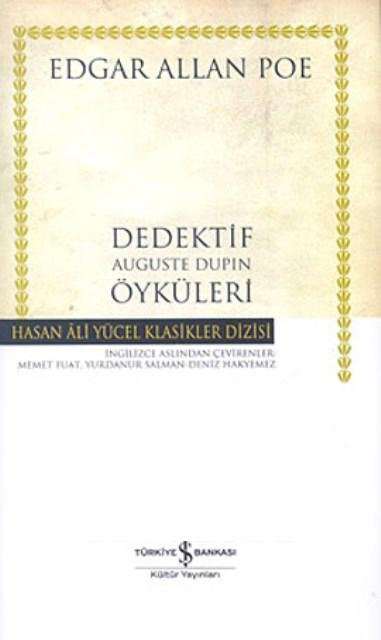 EDGAR ALLAN POE
DEDEKTİF
AUGUSTE DUPIN
ÖYKÜLERİ
HASAN ÂLİ YÜCEL KLASİKLER DİZİSİ
İNGİLİZCE ASLINDAN ÇEVİRENLER:
MEMET FUAT, YURDANUR SALMAN-DENİZ HAKYEMEZ
TÜRKİYE İŞ BANKASI
Kültür Yayınları